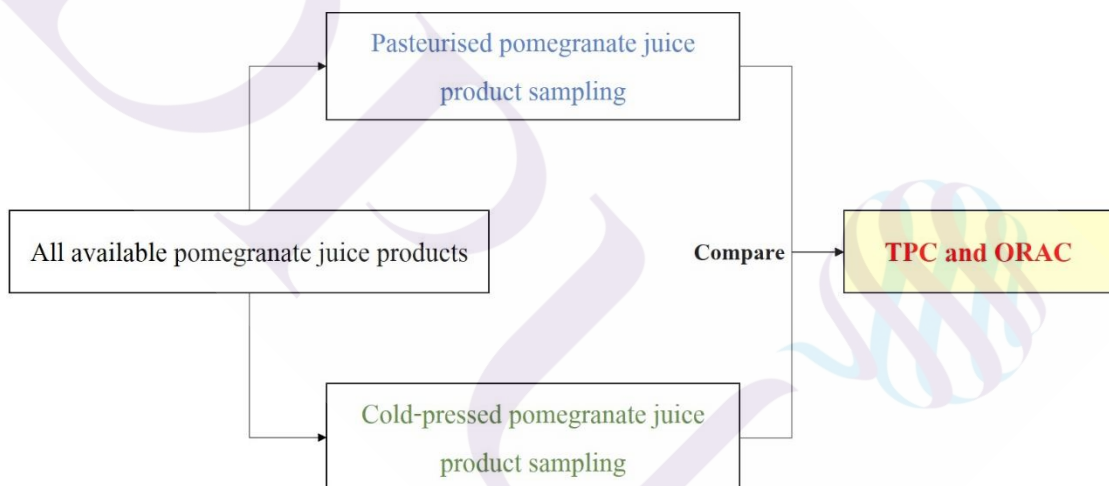 Pasteurised pomegranate juice
product sampling
All available pomegranate juice products
Compare
TPC and ORAC
Cold-pressed pomegranate juice
product sampling